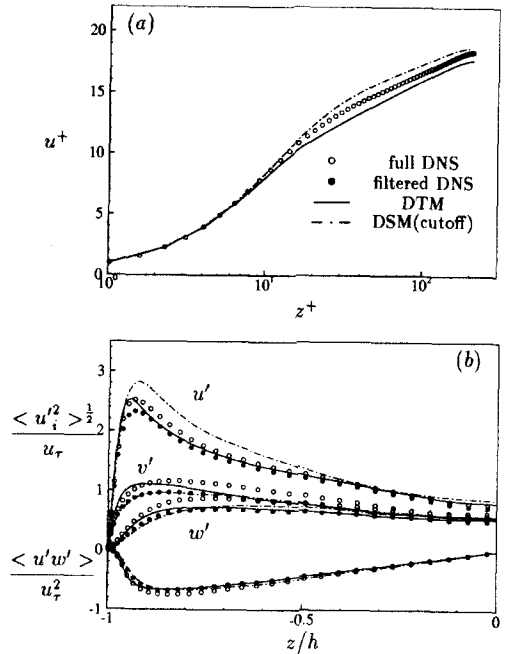 (a)
20
15
u+
10
5
0
full DNS
filtered DNS
DTM
DSM(cutoff)
10^0
10^1
10^2
z+
(b)
3
2
1
0
-1
< u'_i^2 >^{1/2}
u_τ
u'
v'
w'
< u'w' >
u_τ^2
-1
-0.5
0
z/h